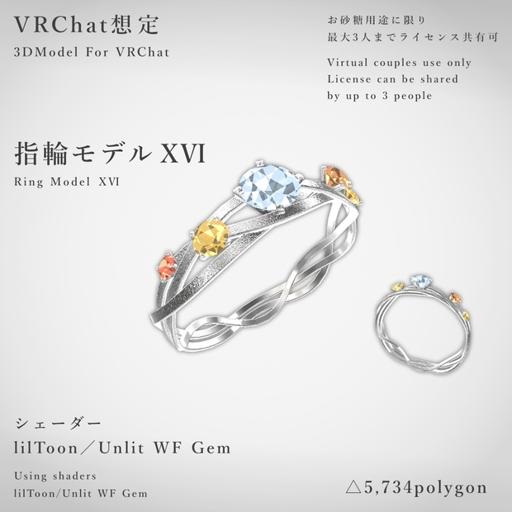 VRChat想定
3DModel For VRChat
お砂糖用途に限り
最大3人までライセンス共有可
Virtual couples use only
License can be shared
by up to 3 people
指輪モデル XVI
Ring Model XVI
シェーダー
lilToon／Unlit WF Gem
Using shaders
lilToon/Unlit WF Gem
△5,734polygon